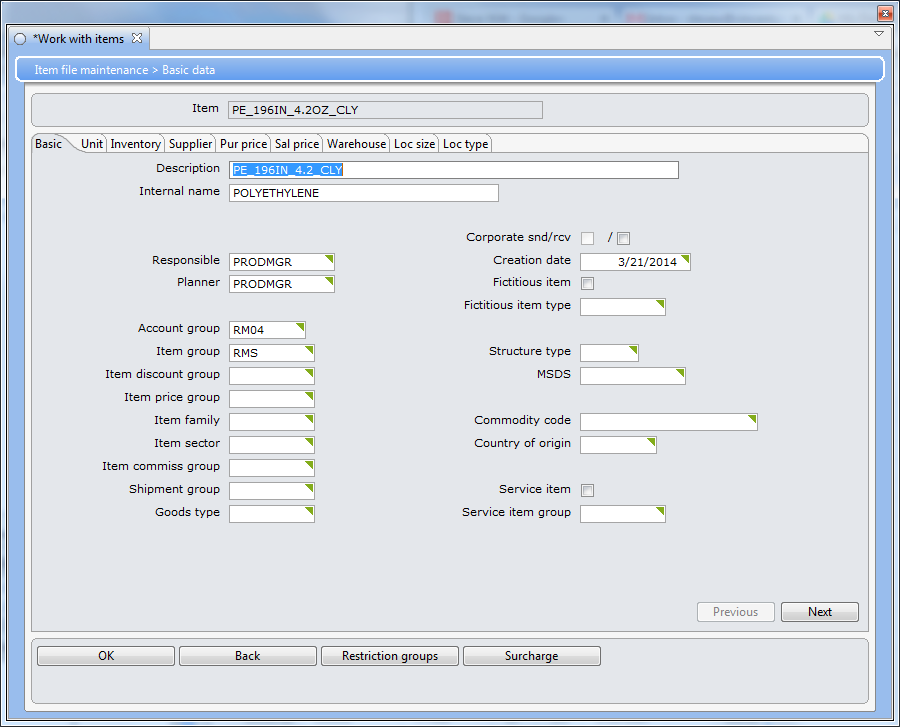 *Work with items
Item file maintenance > Basic data
Item PE_196IN_4.2OZ_CLY
Basic Unit Inventory Supplier Pur price Sal price Warehouse Loc size Loc type
Description PE_196IN_4.2_CLY
Internal name POLYETHYLENE
Corporate snd/rcv /
Responsible PRODMGR Creation date 3/21/2014
Planner PRODMGR Fictitious item
Fictitious item type
Account group RM04
Item group RMS Structure type
Item discount group MSDS
Item price group
Item family Commodity code
Item sector Country of origin
Item commiss group
Shipment group Service item
Goods type Service item group
Previous Next
OK Back Restriction groups Surcharge